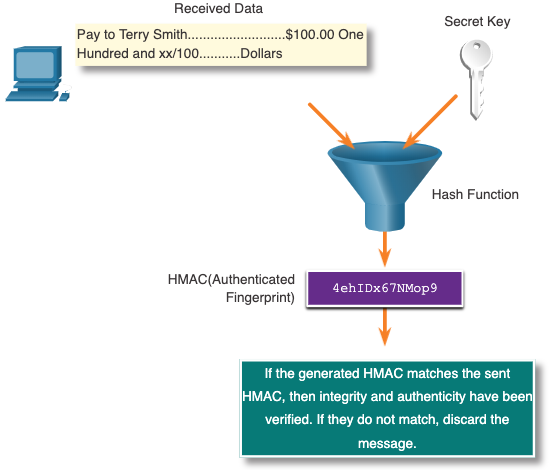 Received Data
Secret Key
Pay to Terry Smith.........................$100.00 One
Hundred and xx/100...........Dollars
Hash Function
HMAC(Authenticated
Fingerprint)
4ehIDx67NMop9
If the generated HMAC matches the sent
HMAC, then integrity and authenticity have been
verified. If they do not match, discard the
message.